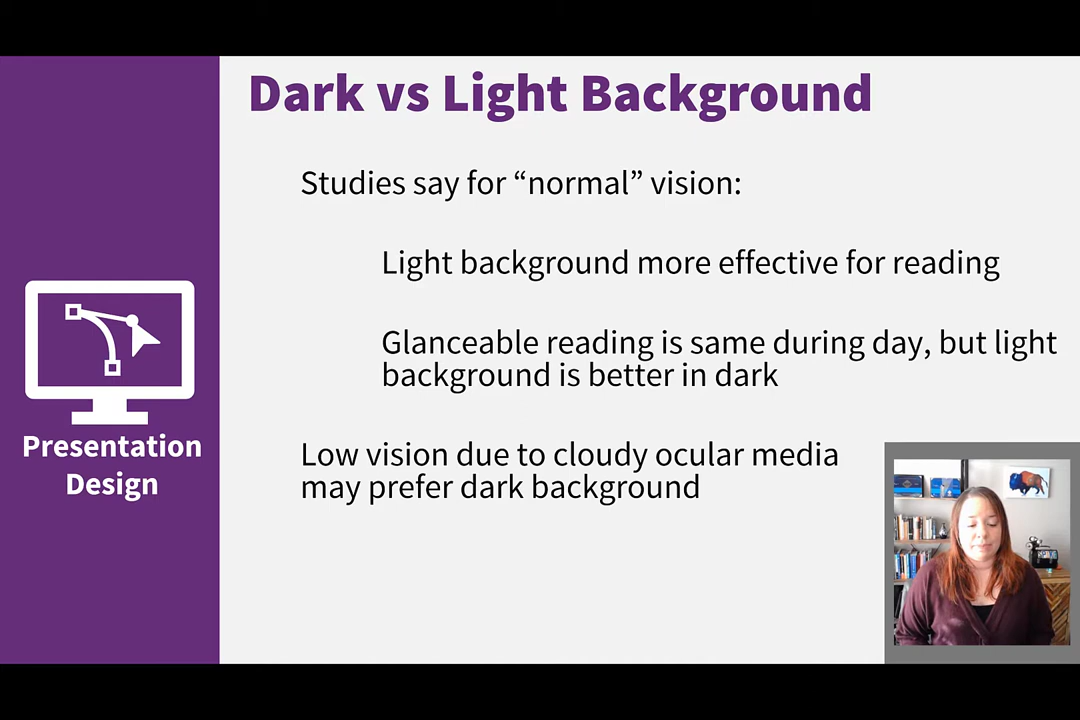 Dark vs Light Background
Studies say for “normal” vision:
Light background more effective for reading
Glanceable reading is same during day, but light
background is better in dark
Low vision due to cloudy ocular media
may prefer dark background
Presentation
Design